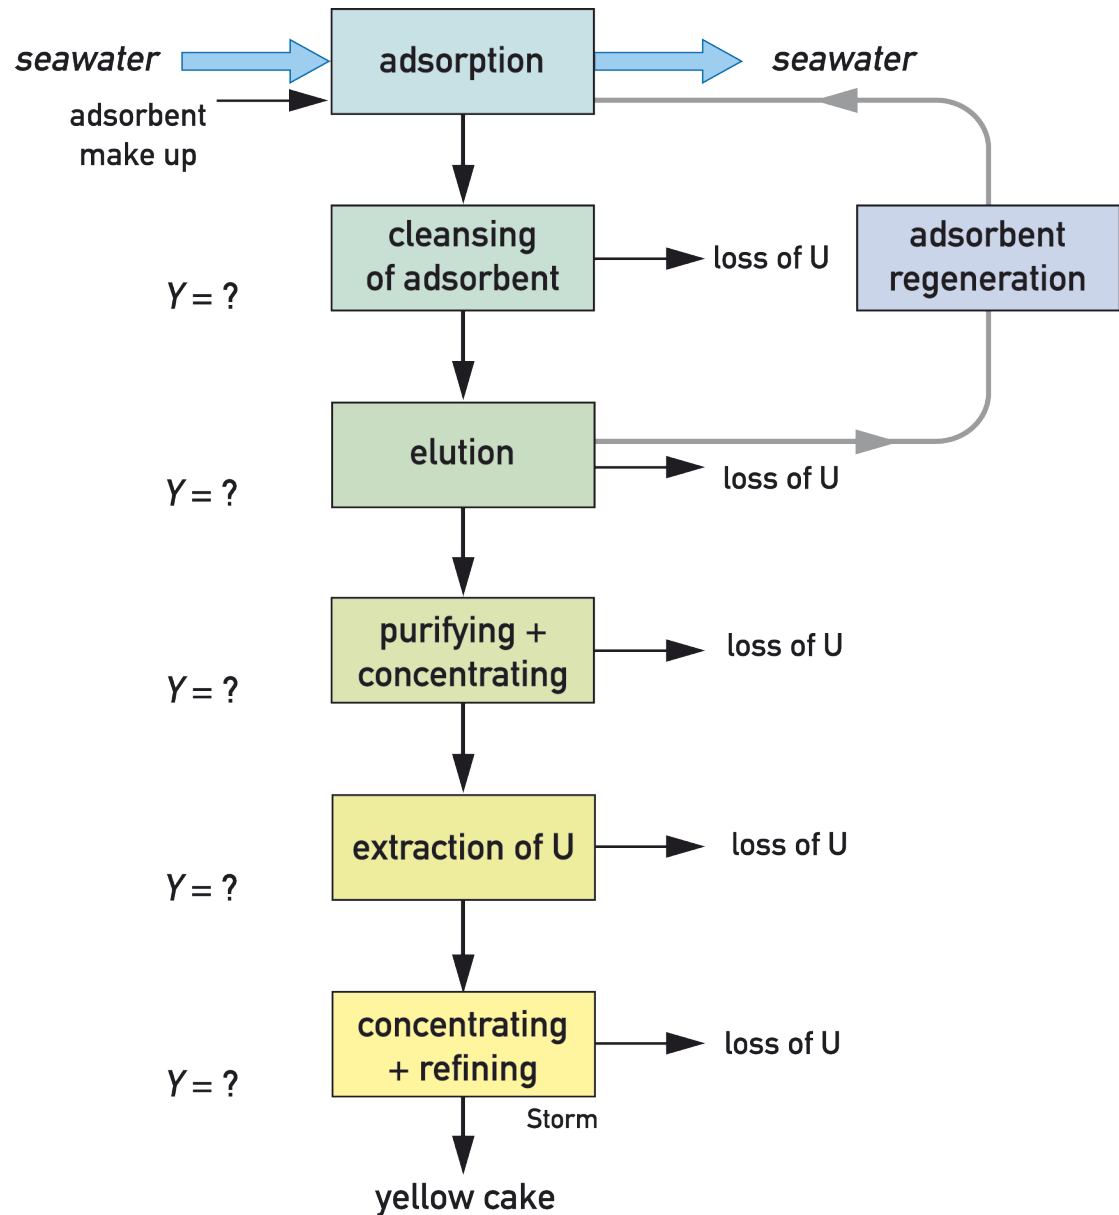 seawater
adsorption
seawater
adsorbent
make up
cleansing
of adsorbent
loss of U
adsorbent
regeneration
Y = ?
elution
loss of U
Y = ?
purifying +
concentrating
loss of U
Y = ?
extraction of U
loss of U
Y = ?
concentrating
+ refining
loss of U
Y = ?
Storm
yellow cake